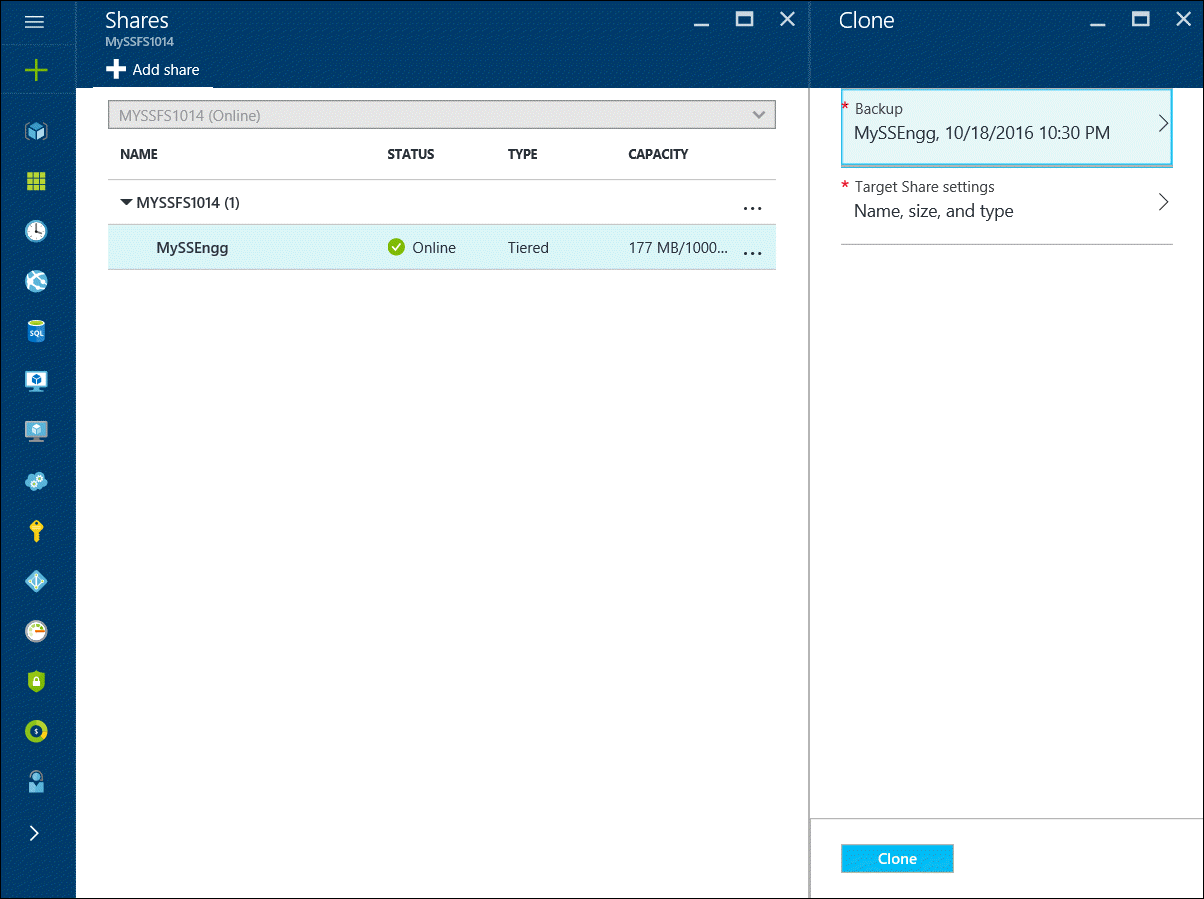 Shares
MySSFS1014
Add share
MYSSFS1014 (Online)
NAME STATUS TYPE CAPACITY
MYSSFS1014 (1) ...
MySSEngg Online Tiered 177 MB/1000... ...
SQL
$
Clone
* Backup
MySSEngg, 10/18/2016 10:30 PM
* Target Share settings
Name, size, and type
Clone